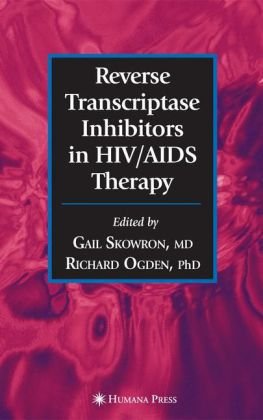 Reverse
Transcriptase
Inhibitors
in HIV/AIDS
Therapy
Edited by
GAIL SKOWRON, MD
RICHARD OGDEN, PHD
HUMANA PRESS